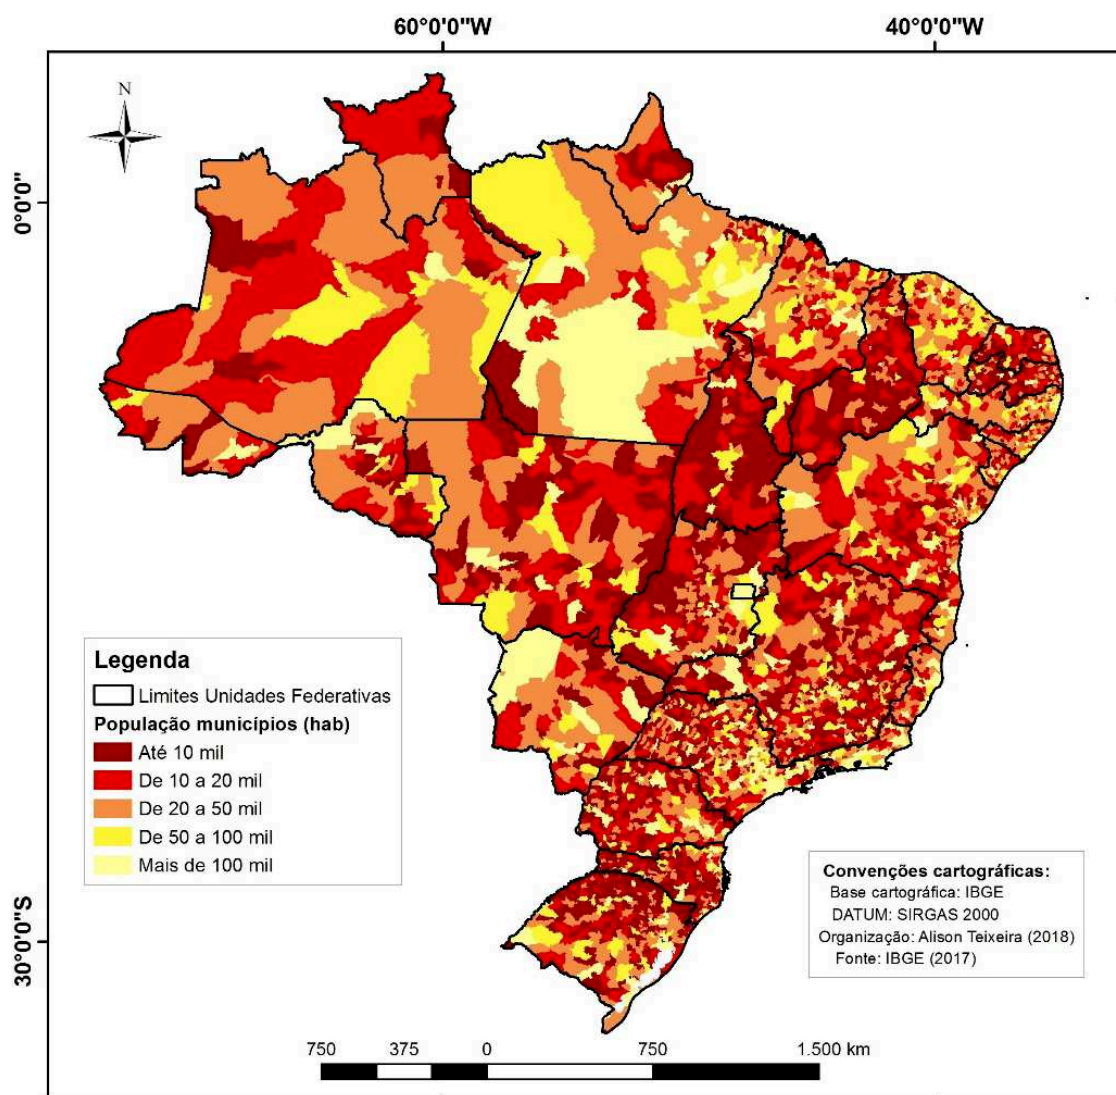 60°0'0"W
40°0'0"W
N
0°0'0"
30°0'0"S
Legenda
Limites Unidades Federativas
População municípios (hab)
Até 10 mil
De 10 a 20 mil
De 20 a 50 mil
De 50 a 100 mil
Mais de 100 mil
Convenções cartográficas:
Base cartográfica: IBGE
DATUM: SIRGAS 2000
Organização: Alison Teixeira (2018)
Fonte: IBGE (2017)
750 375 0 750 1.500 km